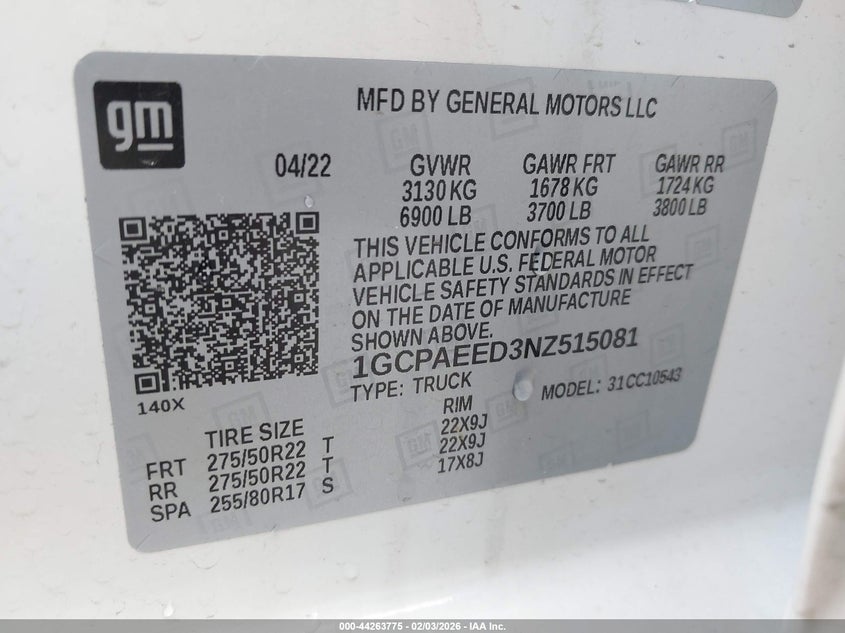 gm
MFD BY GENERAL MOTORS LLC
04/22 GVWR GAWR FRT GAWR RR
3130 KG 1678 KG 1724 KG
6900 LB 3700 LB 3800 LB
THIS VEHICLE CONFORMS TO ALL
APPLICABLE U.S. FEDERAL MOTOR
VEHICLE SAFETY STANDARDS IN EFFECT
ON THE DATE OF MANUFACTURE
SHOWN ABOVE.
1GCPAEED3NZ515081
TYPE: TRUCK MODEL: 31CC10543
140X
TIRE SIZE RIM
FRT 275/50R22 T 22X9J
RR 275/50R22 T 22X9J
SPA 255/80R17 S 17X8J
000-44263775 - 02/03/2026 - IAA Inc.